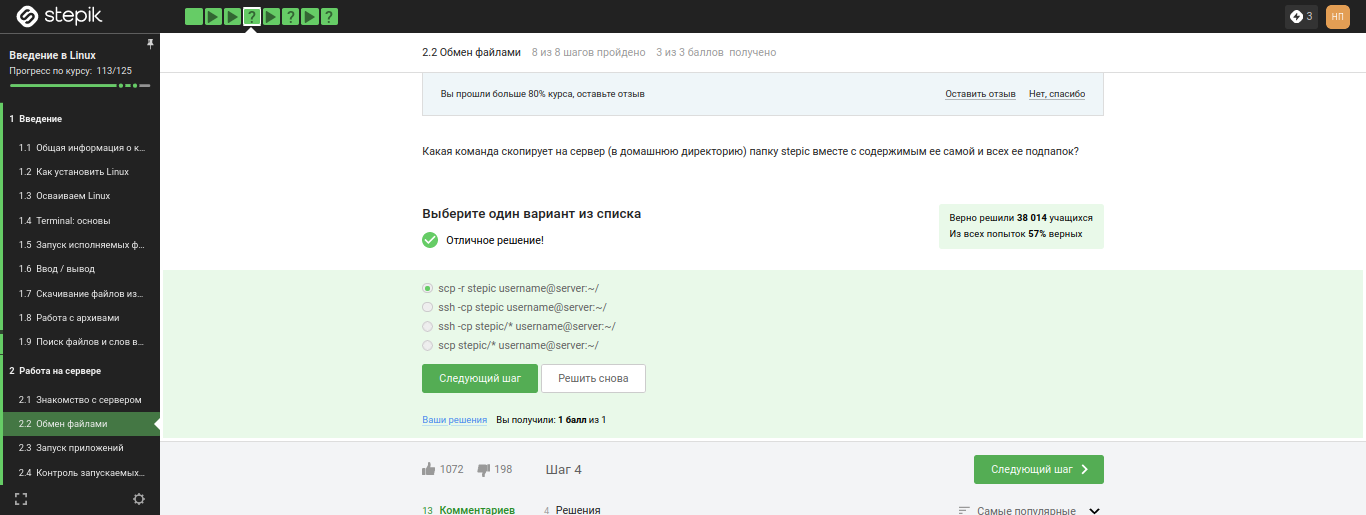 stepik
? ? ?
3
НП
Введение в Linux
Прогресс по курсу: 113/125
1 Введение
1.1 Общая информация о к...
1.2 Как установить Linux
1.3 Осваиваем Linux
1.4 Terminal: основы
1.5 Запуск исполняемых ф...
1.6 Ввод / вывод
1.7 Скачивание файлов из...
1.8 Работа с архивами
1.9 Поиск файлов и слов в...
2 Работа на сервере
2.1 Знакомство с сервером
2.2 Обмен файлами
2.3 Запуск приложений
2.4 Контроль запускаемых...
2.2 Обмен файлами 8 из 8 шагов пройдено 3 из 3 баллов получено
Вы прошли больше 80% курса, оставьте отзыв
Оставить отзыв Нет, спасибо
Какая команда скопирует на сервер (в домашнюю директорию) папку stepic вместе с содержимым ее самой и всех ее подпапок?
Выберите один вариант из списка
Отличное решение!
Верно решили 38 014 учащихся
Из всех попыток 57% верных
scp -r stepic username@server:~/
ssh -cp stepic username@server:~/
ssh -cp stepic/* username@server:~/
scp stepic/* username@server:~/
Следующий шаг Решить снова
Ваши решения Вы получили: 1 балл из 1
1072 198 Шаг 4
Следующий шаг
13 Комментариев 4 Решения
Самые популярные